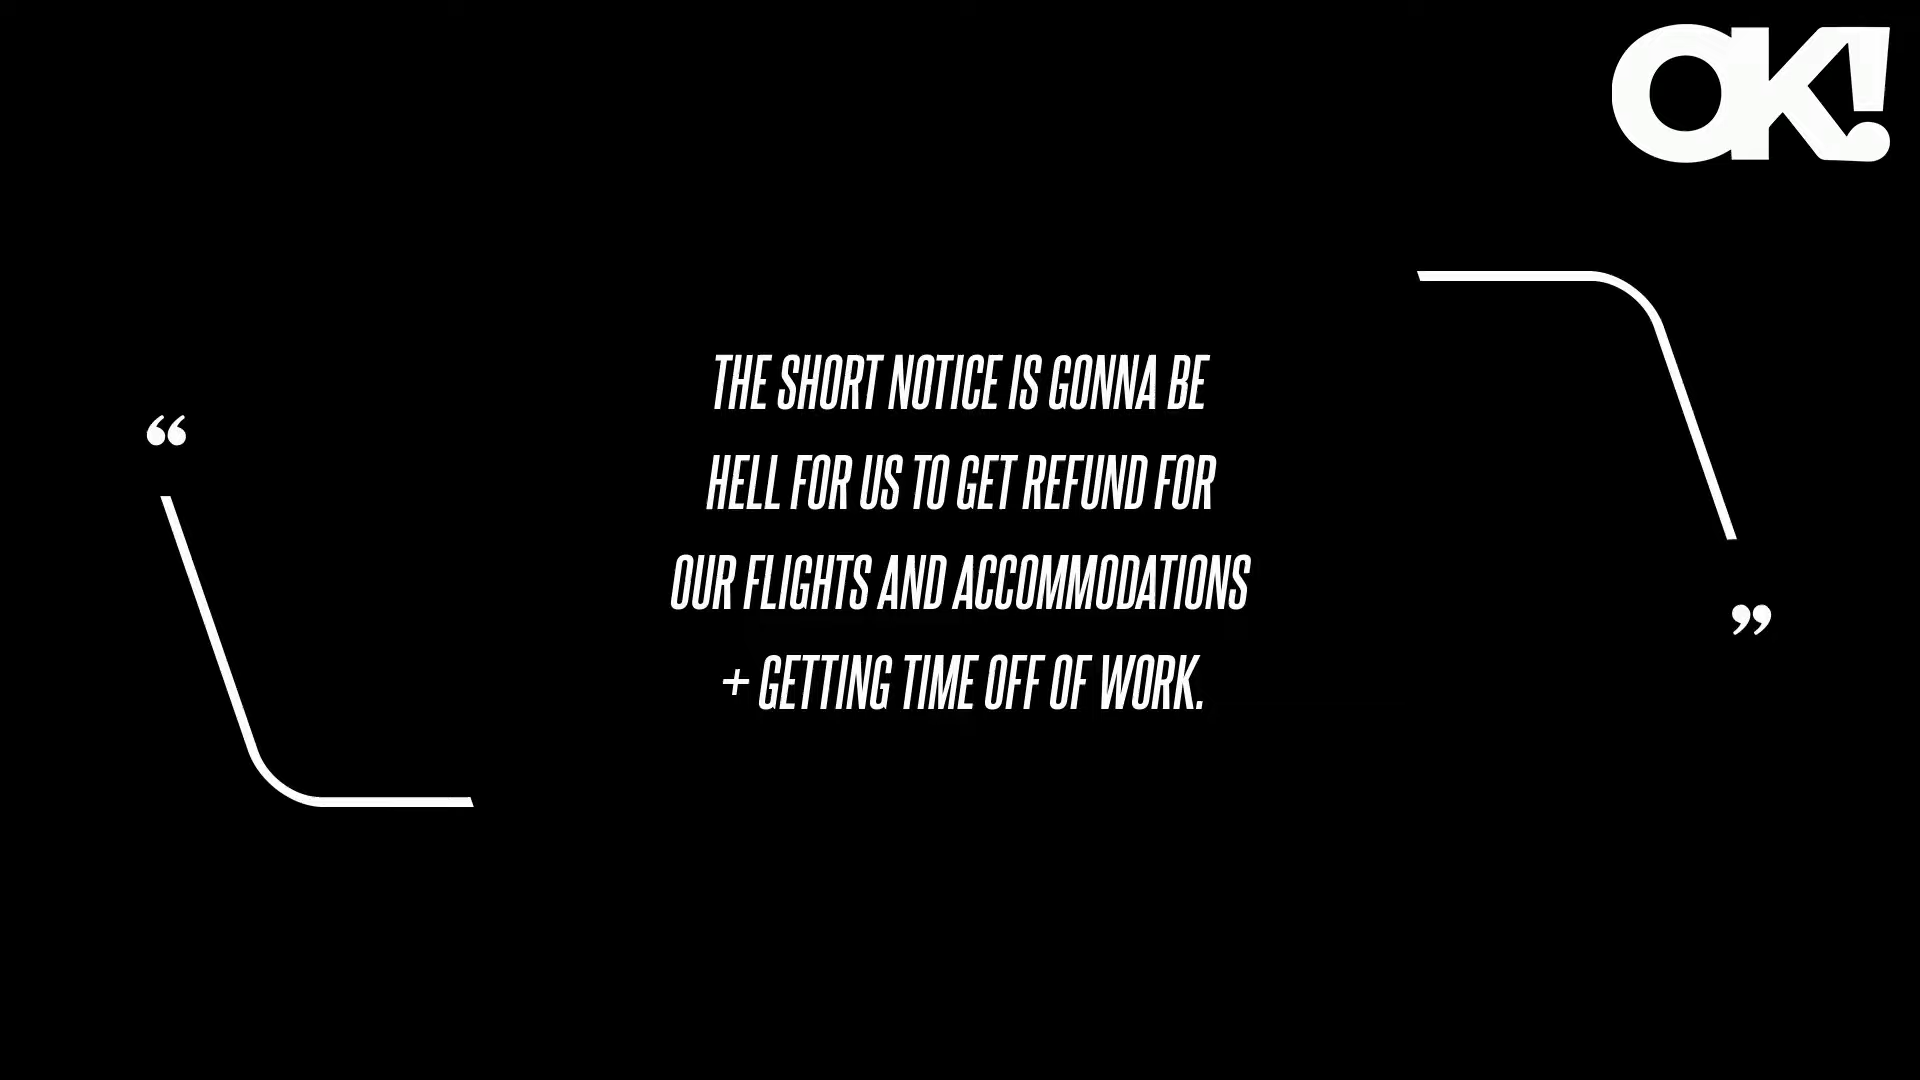 OK!
“
THE SHORT NOTICE IS GONNA BE
HELL FOR US TO GET REFUND FOR
OUR FLIGHTS AND ACCOMMODATIONS
+ GETTING TIME OFF OF WORK.
”